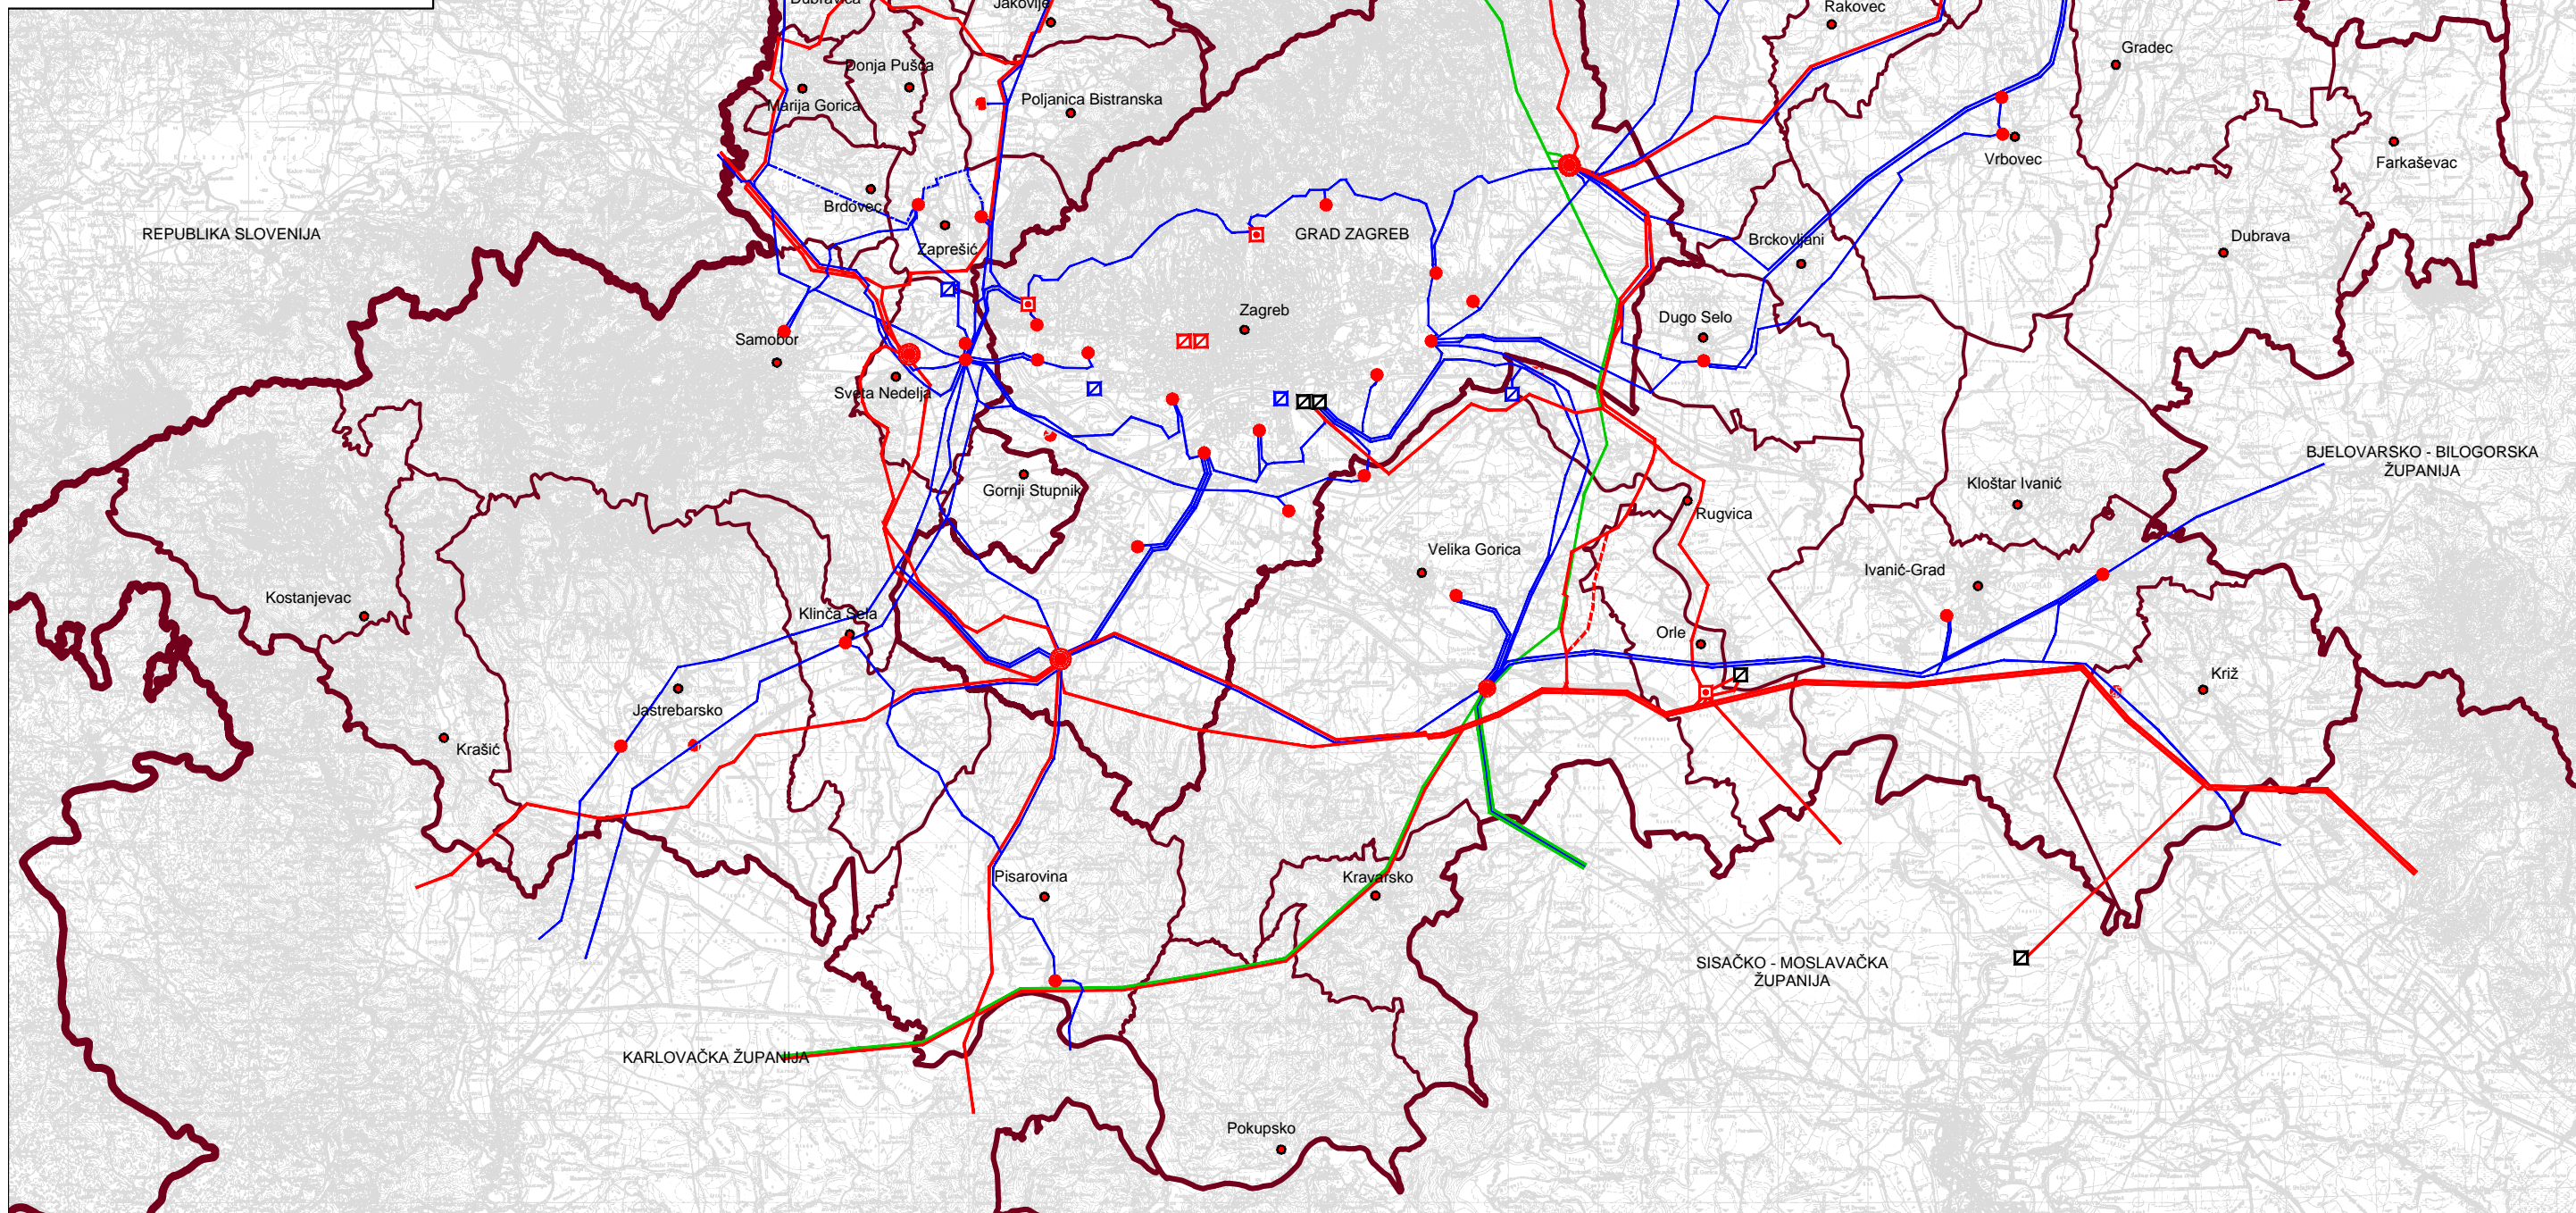 Dubravica
Jakovlje
Rakovec
Gradec
Donja Pušća
Marija Gorica
Poljanica Bistranska
Vrbovec
Farkaševac
Brdovec
REPUBLIKA SLOVENIJA
GRAD ZAGREB
Zaprešić
Brckovljani
Dubrava
Zagreb
Dugo Selo
Samobor
Sveta Nedelja
BJELOVARSKO - BILOGORSKA
ŽUPANIJA
Gornji Stupnik
Kloštar Ivanić
Rugvica
Velika Gorica
Ivanić-Grad
Kostanjevac
Klinča Sela
Orle
Križ
Jastrebarsko
Krašić
Pisarovina
Kravarsko
SISAČKO - MOSLAVAČKA
ŽUPANIJA
KARLOVAČKA ŽUPANIJA
Pokupsko